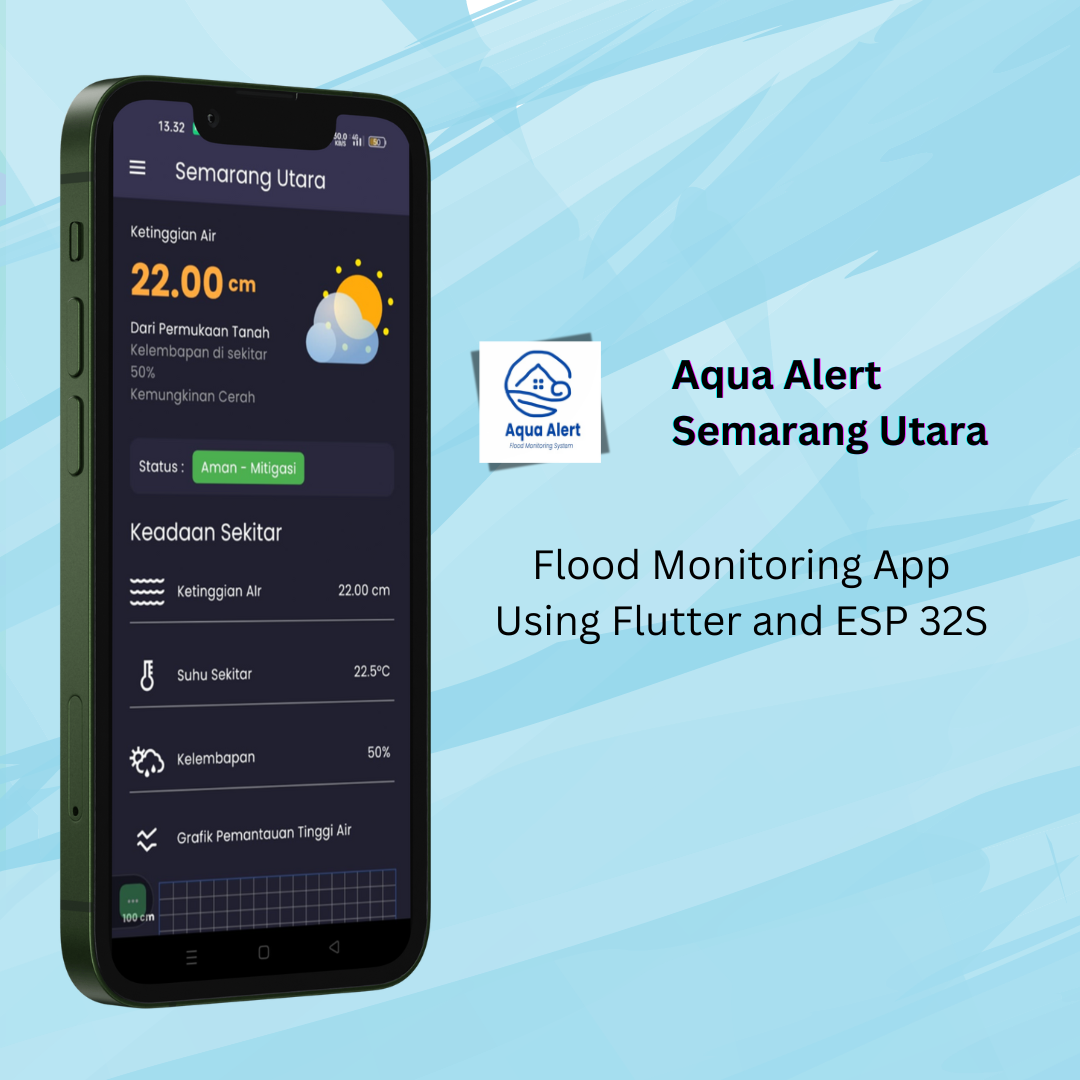 13.32
50
Semarang Utara
Ketinggian Air
22.00 cm
Dari Permukaan Tanah
Kelembapan di sekitar
50%
Kemungkinan Cerah
Status : Aman - Mitigasi
Keadaan Sekitar
Ketinggian AIr 22.00 cm
Suhu Sekitar 22.5°C
Kelembapan 50%
Grafik Pemantauan Tinggi Air
100 cm
Aqua Alert
Flood Monitoring System
Aqua Alert
Semarang Utara
Flood Monitoring App
Using Flutter and ESP 32S